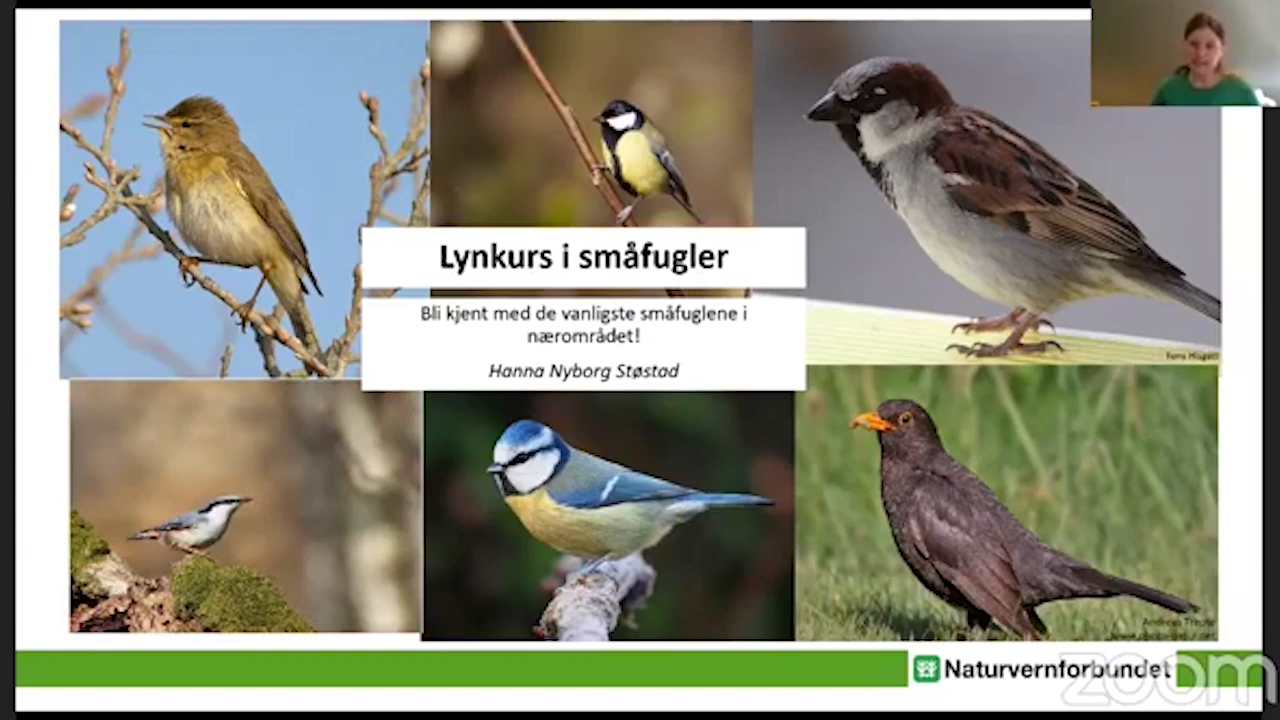 Lynkurs i småfugler
Bli kjent med de vanligste småfuglene i
nærområdet!
Hanna Nyborg Støstad
Naturvernforbundet
zoom